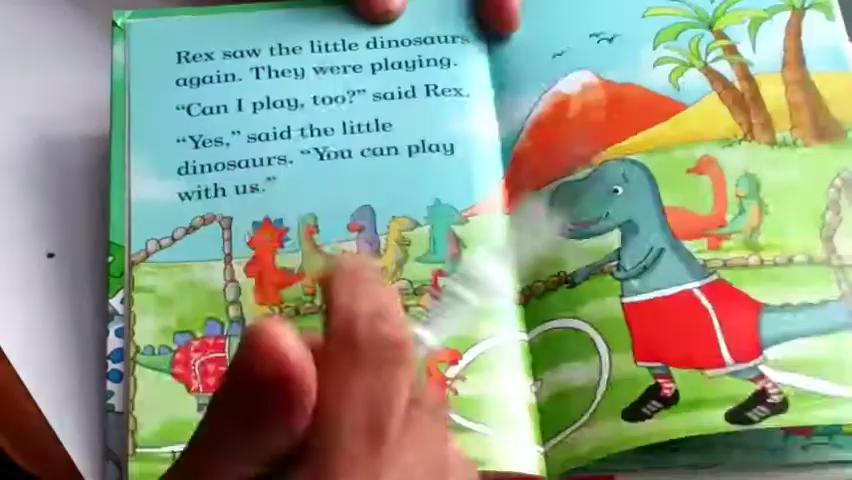 Rex saw the little dinosaurs
again. They were playing.
“Can I play, too?” said Rex.
“Yes,” said the little
dinosaurs. “You can play
with us.”